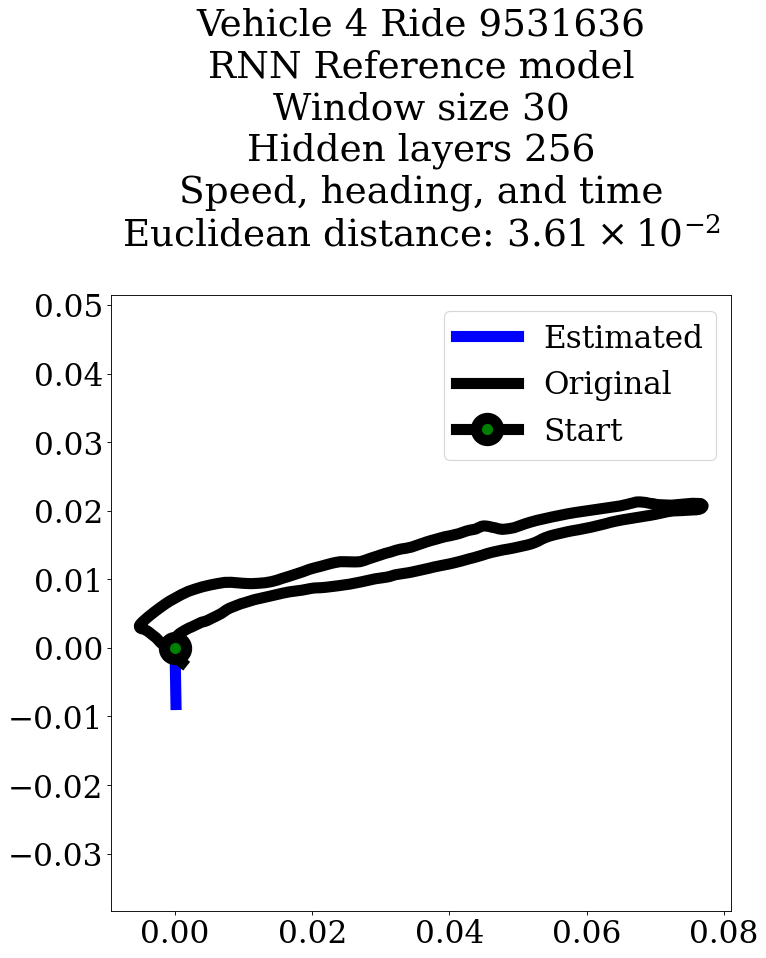 Vehicle 4 Ride 9531636
RNN Reference model
Window size 30
Hidden layers 256
Speed, heading, and time
Euclidean distance: 3.61 × 10⁻²
Estimated
Original
Start
0.05
0.04
0.03
0.02
0.01
0.00
−0.01
−0.02
−0.03
0.00 0.02 0.04 0.06 0.08